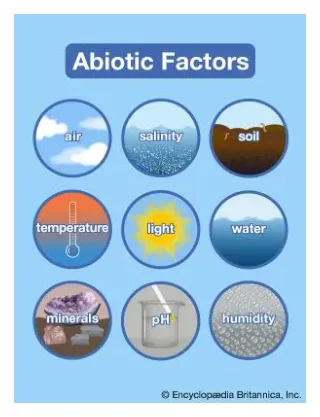 Abiotic Factors
air
salinity
soil
temperature
light
water
minerals
pH
humidity
© Encyclopædia Britannica, Inc.